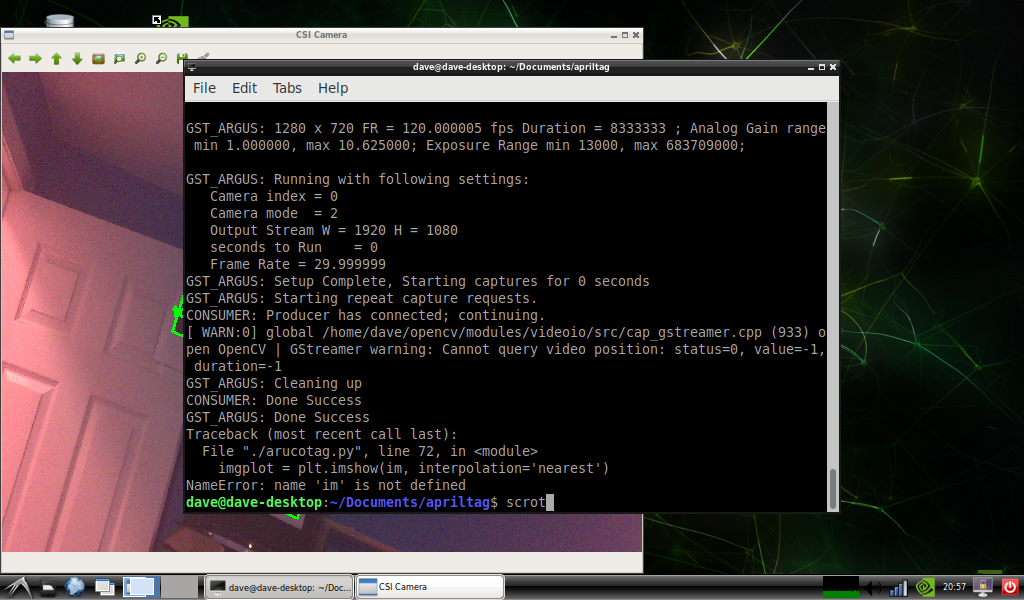 CSI Camera
dave@dave-desktop: ~/Documents/apriltag
File Edit Tabs Help
GST_ARGUS: 1280 x 720 FR = 120.000005 fps Duration = 8333333 ; Analog Gain range
min 1.000000, max 10.625000; Exposure Range min 13000, max 683709000;
GST_ARGUS: Running with following settings:
Camera index = 0
Camera mode  = 2
Output Stream W = 1920 H = 1080
seconds to Run    = 0
Frame Rate = 29.999999
GST_ARGUS: Setup Complete, Starting captures for 0 seconds
GST_ARGUS: Starting repeat capture requests.
CONSUMER: Producer has connected; continuing.
[ WARN:0] global /home/dave/opencv/modules/videoio/src/cap_gstreamer.cpp (933) o
pen OpenCV | GStreamer warning: Cannot query video position: status=0, value=-1,
duration=-1
GST_ARGUS: Cleaning up
CONSUMER: Done Success
GST_ARGUS: Done Success
Traceback (most recent call last):
File "./arucotag.py", line 72, in <module>
imgplot = plt.imshow(im, interpolation='nearest')
NameError: name 'im' is not defined
dave@dave-desktop:~/Documents/apriltag$ scrot
dave@dave-desktop: ~/Doc... CSI Camera 20:57